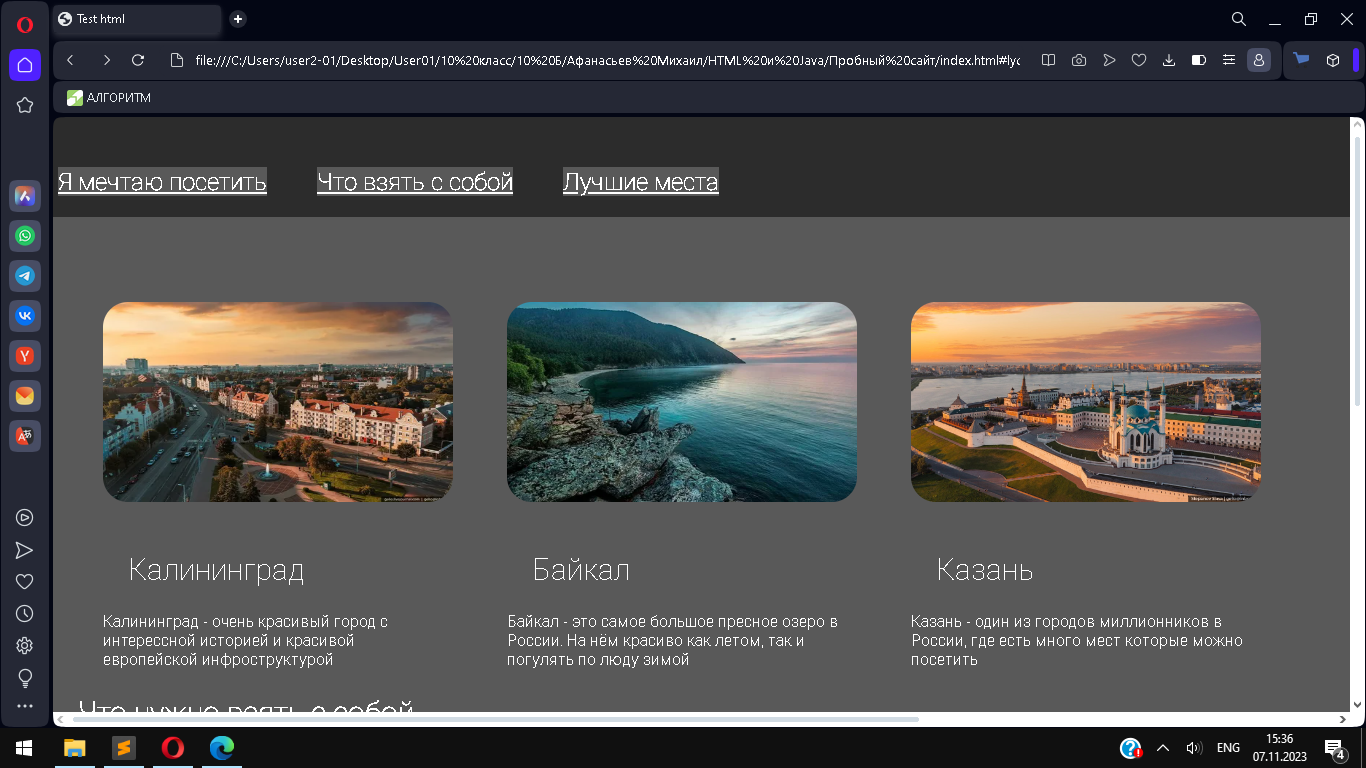 Test html
file:///C:/Users/user2-01/Desktop/User01/10%20класс/10%20Б/Афанасьев%20Михаил/HTML%20и%20Java/Пробный%20сайт/index.html#lyc
АЛГОРИТМ
Я мечтаю посетить Что взять с собой Лучшие места
Калининград
Калининград - очень красивый город с
интерессной историей и красивой
европейской инфроструктурой
Байкал
Байкал - это самое большое пресное озеро в
России. На нём красиво как летом, так и
погулять по люду зимой
Казань
Казань - один из городов миллионников в
России, где есть много мест которые можно
посетить
Что нужно взять с собой
ENG
15:36
07.11.2023
4